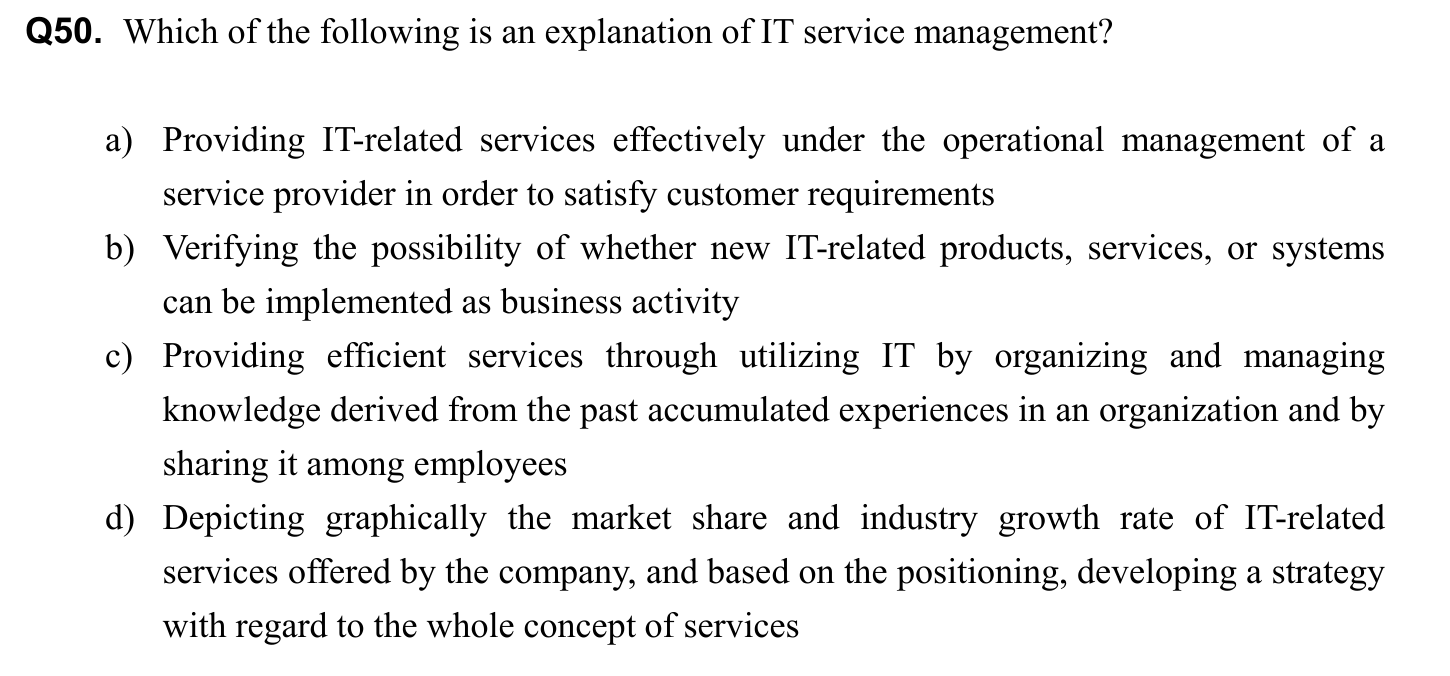 Q50. Which of the following is an explanation of IT service management?
a) Providing IT-related services effectively under the operational management of a
service provider in order to satisfy customer requirements
b) Verifying the possibility of whether new IT-related products, services, or systems
can be implemented as business activity
c) Providing efficient services through utilizing IT by organizing and managing
knowledge derived from the past accumulated experiences in an organization and by
sharing it among employees
d) Depicting graphically the market share and industry growth rate of IT-related
services offered by the company, and based on the positioning, developing a strategy
with regard to the whole concept of services